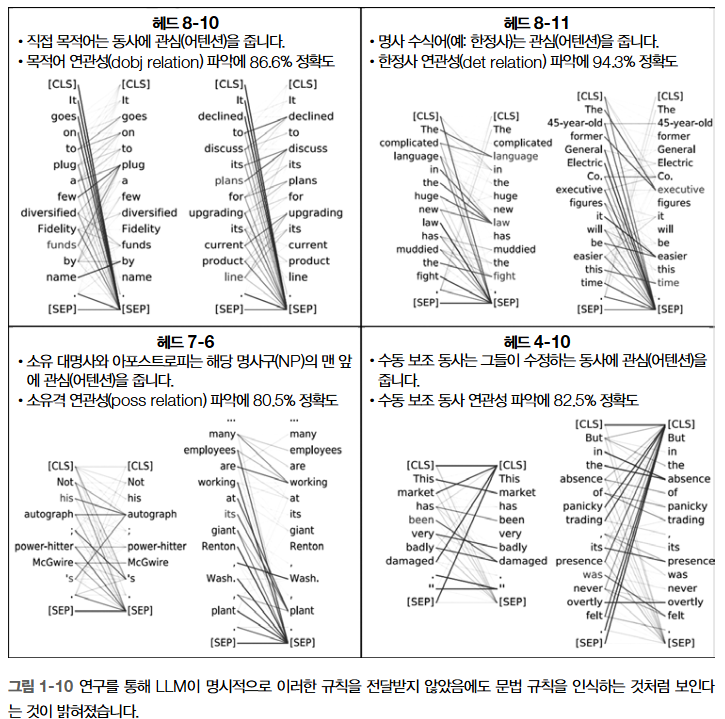 헤드 8-10
• 직접 목적어는 동사에 관심(어텐션)을 줍니다.
• 목적어 연관성(dobj relation) 파악에 86.6% 정확도
[CLS] [CLS]
It It
goes goes
on on
to to
plug plug
a a
few few
diversified diversified
Fidelity Fidelity
funds funds
by by
name name
. .
[SEP] [SEP]
[CLS] [CLS]
It It
declined declined
to to
discuss discuss
its its
plans plans
for for
upgrading upgrading
its its
current current
product product
line line
. .
[SEP] [SEP]
헤드 8-11
• 명사 수식어(예: 한정사)는 관심(어텐션)을 줍니다.
• 한정사 연관성(det relation) 파악에 94.3% 정확도
[CLS] [CLS]
The The
complicated complicated
language language
in in
the the
huge huge
new new
law law
has has
muddied muddied
the the
fight fight
. .
[SEP] [SEP]
[CLS] [CLS]
The The
45-year-old 45-year-old
former former
General General
Electric Electric
Co. Co.
executive executive
figures figures
it it
will will
be be
easier easier
this this
time time
. .
[SEP] [SEP]
헤드 7-6
• 소유 대명사와 아포스트로피는 해당 명사구(NP)의 맨 앞
에 관심(어텐션)을 줍니다.
• 소유격 연관성(poss relation) 파악에 80.5% 정확도
[CLS] [CLS]
Not Not
his his
autograph autograph
; ;
power-hitter power-hitter
McGwire McGwire
's 's
. .
[SEP] [SEP]
... ...
many many
employees employees
are are
working working
at at
its its
giant giant
Renton Renton
, ,
Wash. Wash.
, ,
plant plant
. .
[SEP] [SEP]
헤드 4-10
• 수동 보조 동사는 그들이 수정하는 동사에 관심(어텐션)을
줍니다.
• 수동 보조 동사 연관성 파악에 82.5% 정확도
[CLS] [CLS]
This This
market market
has has
been been
very very
badly badly
damaged damaged
. .
" "
[SEP] [SEP]
[CLS] [CLS]
But But
in in
the the
absence absence
of of
panicky panicky
trading trading
, ,
its its
presence presence
was was
never never
overtly overtly
felt felt
. .
[SEP] [SEP]
그림 1-10 연구를 통해 LLM이 명시적으로 이러한 규칙을 전달받지 않았음에도 문법 규칙을 인식하는 것처럼 보인다
는 것이 밝혀졌습니다.